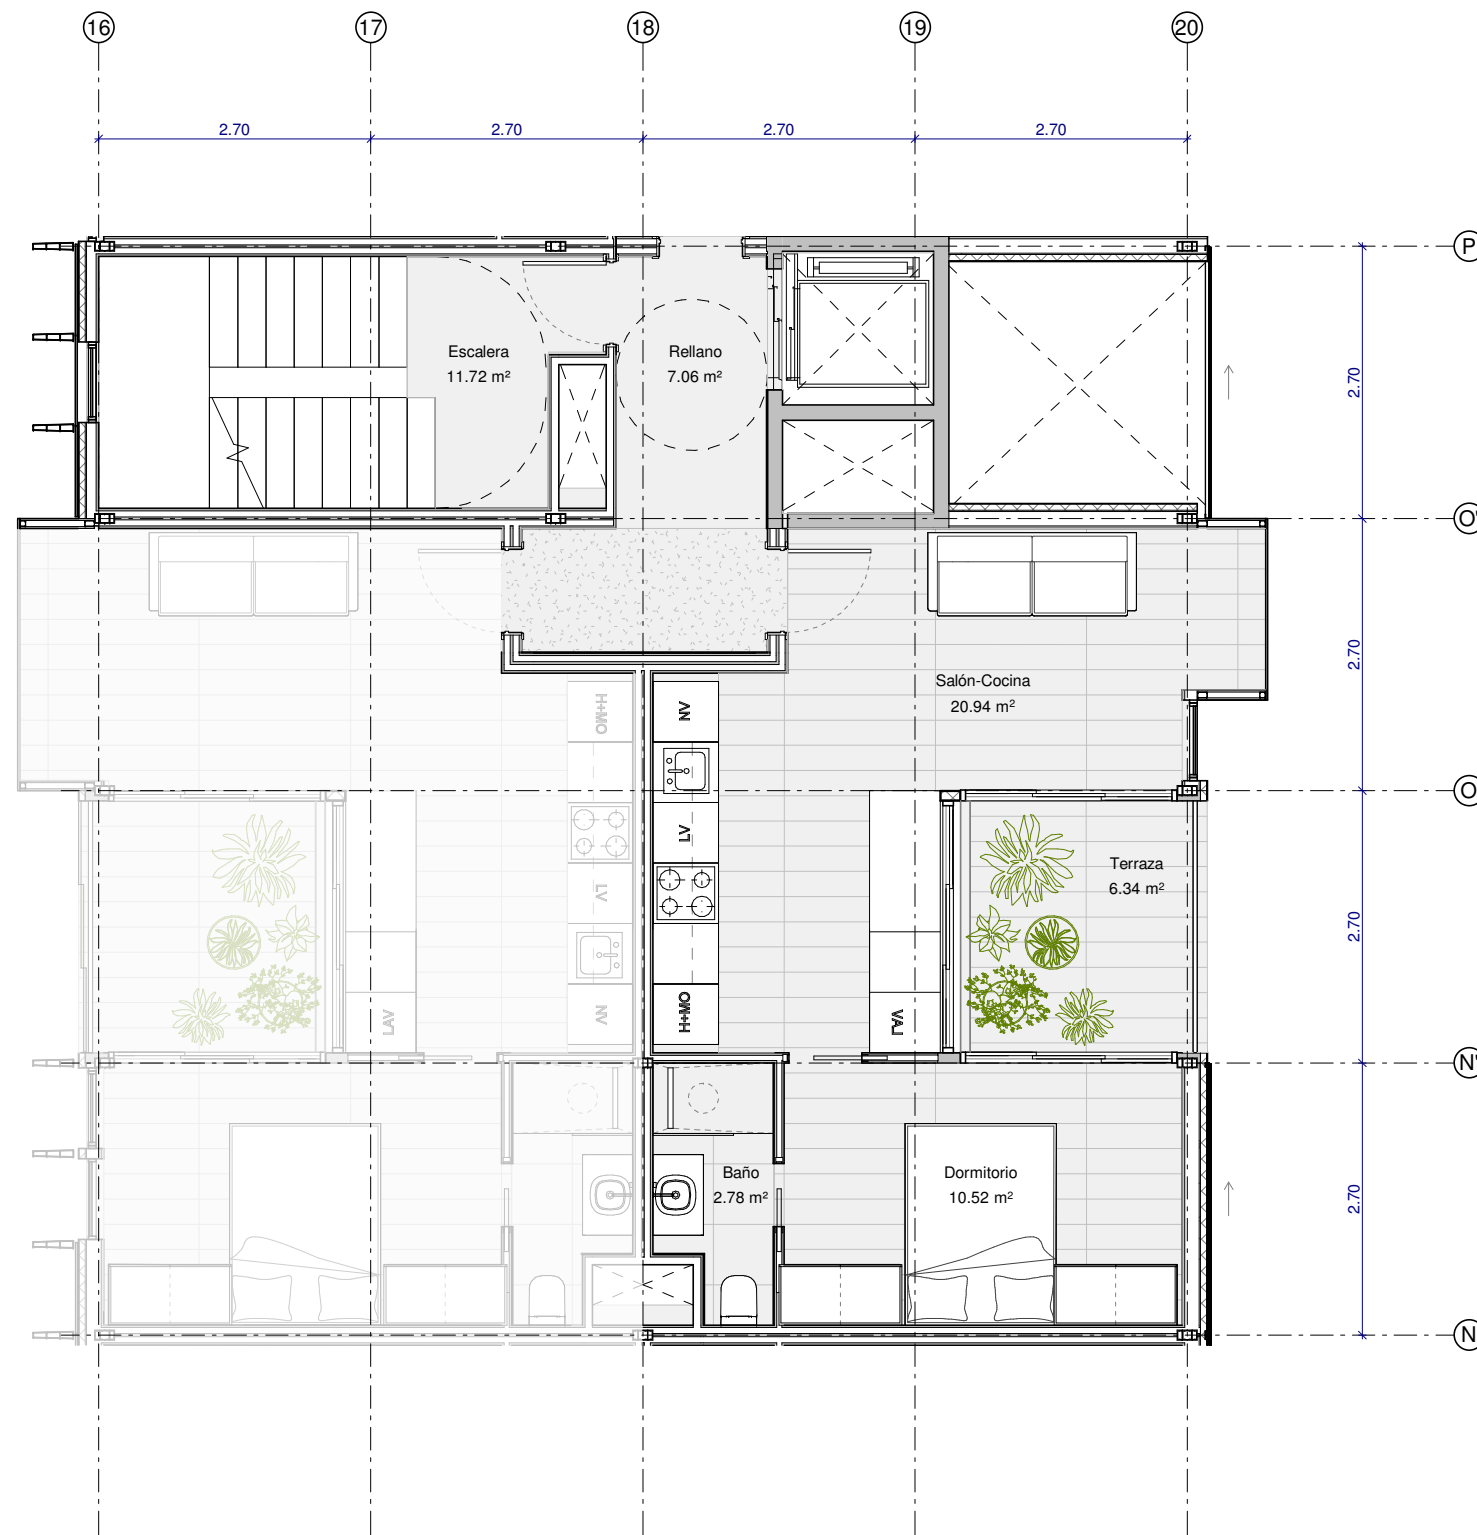 16 17 18 19 20
2.70 2.70 2.70 2.70
P
Escalera
11.72 m²
Rellano
7.06 m²
2.70
O'
2.70
Salón-Cocina
20.94 m²
H+MO
NV
O
LV
Terraza
6.34 m²
LV
2.70
LAV
NV
H+MO
LAV
N'
Baño
2.78 m²
Dormitorio
10.52 m²
2.70
N